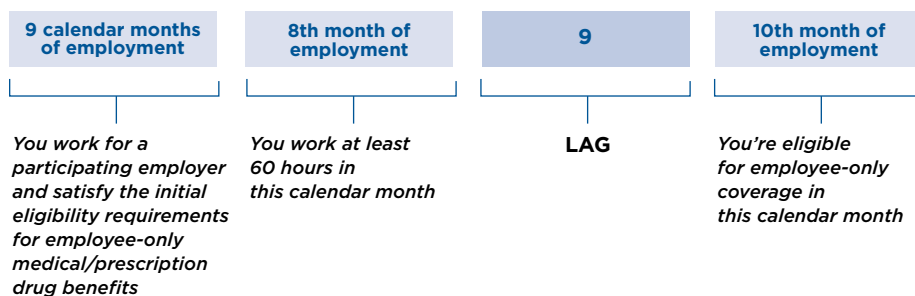 9 calendar months
of employment
8th month of
employment
9
10th month of
employment
You work for a
participating employer
and satisfy the initial
eligibility requirements
for employee-only
medical/prescription
drug benefits
You work at least
60 hours in
this calendar month
LAG
You’re eligible
for employee-only
coverage in
this calendar month